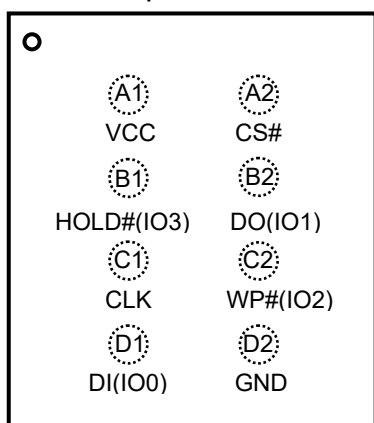 A1 A2
VCC CS#
B1 B2
HOLD#(IO3) DO(IO1)
C1 C2
CLK WP#(IO2)
D1 D2
DI(IO0) GND